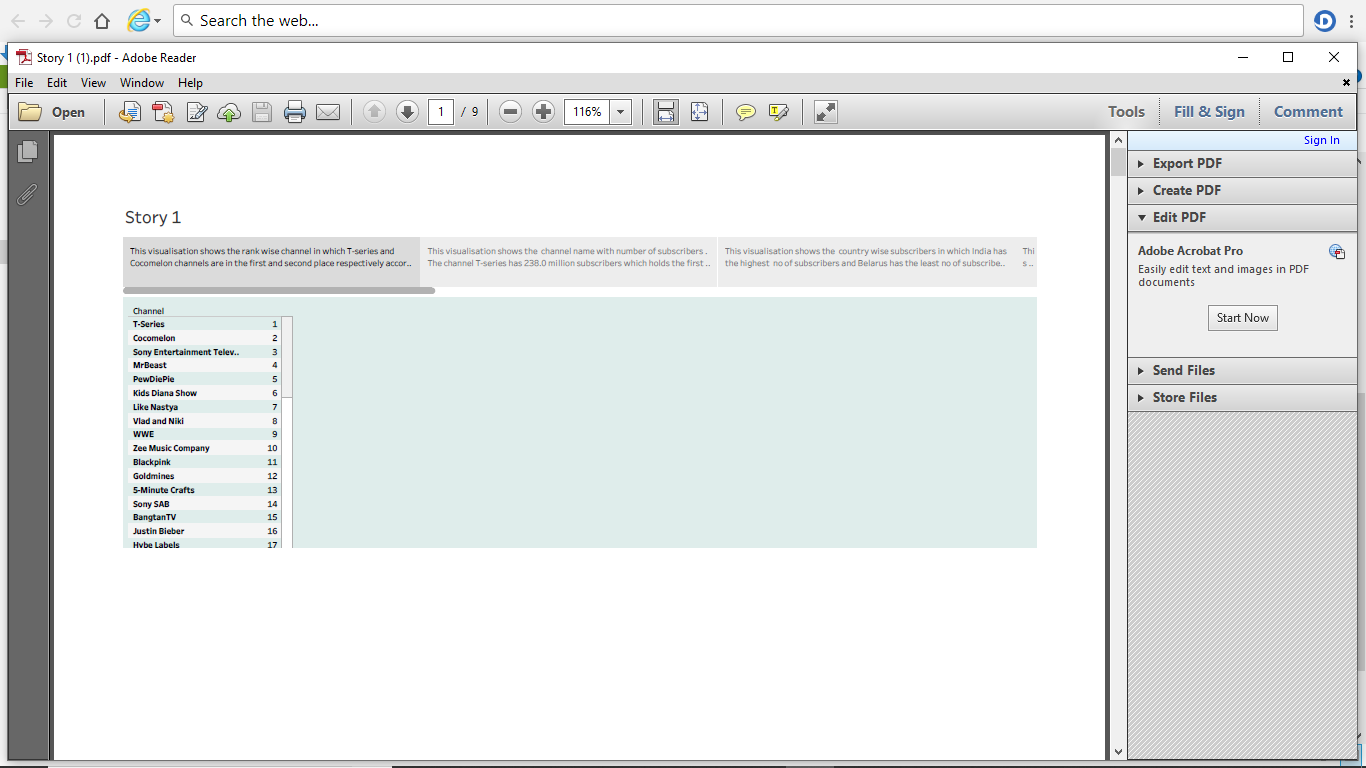 Search the web...
Story 1 (1).pdf - Adobe Reader
File Edit View Window Help
Open 1 / 9 116% Tools Fill & Sign Comment
Sign In
Export PDF
Create PDF
Edit PDF
Adobe Acrobat Pro
Easily edit text and images in PDF
documents
Start Now
Send Files
Store Files
Story 1
This visualisation shows the rank wise channel in which T-series and
Cocomelon channels are in the first and second place respectively accor..
This visualisation shows the channel name with number of subscribers .
The channel T-series has 238.0 million subscribers which holds the first ..
This visualisation shows the country wise subscribers in which India has
the highest no of subscribers and Belarus has the least no of subscribe..
Thi
s ..
Channel
T-Series 1
Cocomelon 2
Sony Entertainment Telev.. 3
MrBeast 4
PewDiePie 5
Kids Diana Show 6
Like Nastya 7
Vlad and Niki 8
WWE 9
Zee Music Company 10
Blackpink 11
Goldmines 12
5-Minute Crafts 13
Sony SAB 14
BangtanTV 15
Justin Bieber 16
Hybe Labels 17